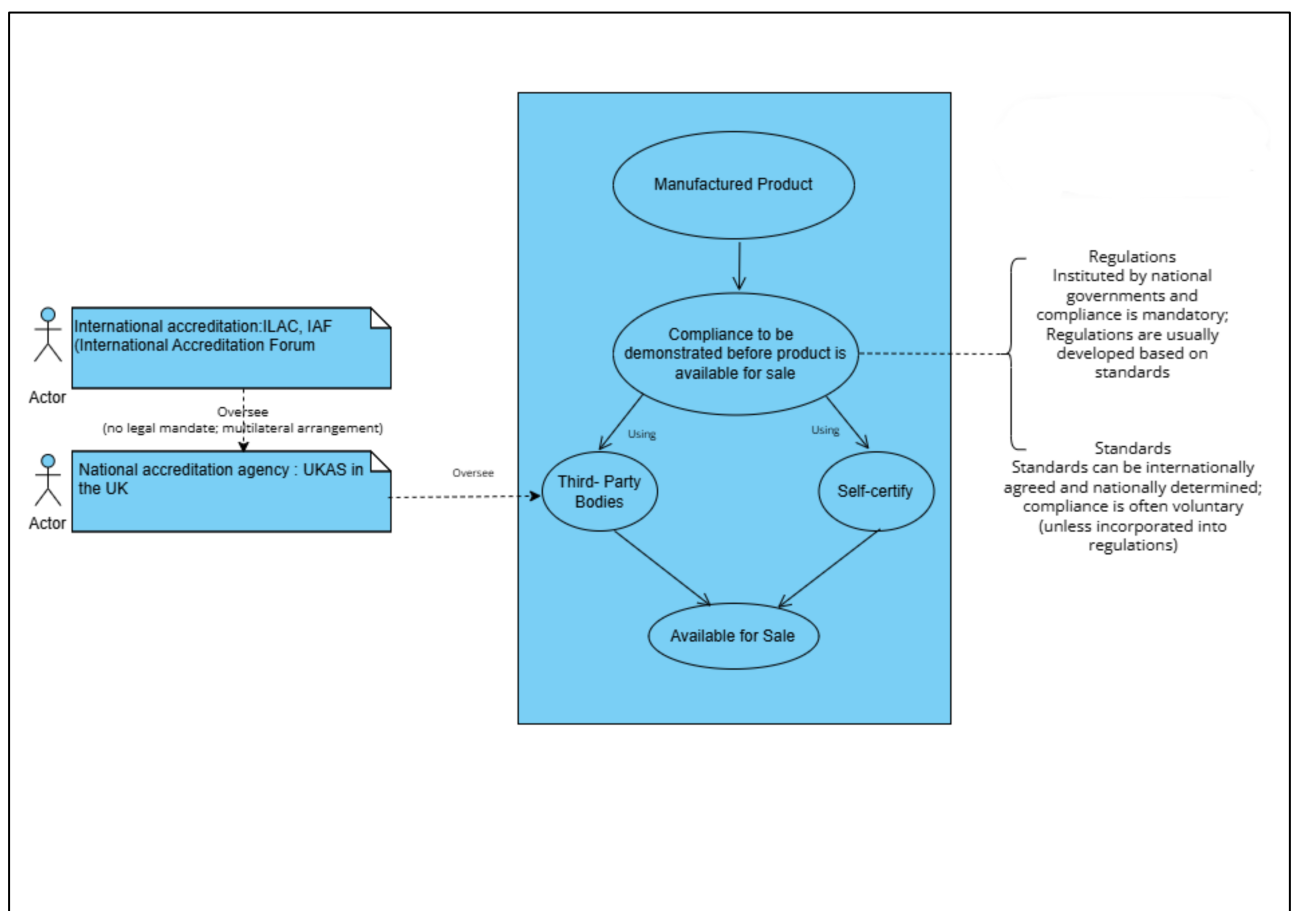 Manufactured Product
International accreditation:ILAC, IAF
(International Accreditation Forum
Actor
Oversee
(no legal mandate; multilateral arrangement)
National accreditation agency : UKAS in
the UK
Actor
Oversee
Compliance to be
demonstrated before product is
available for sale
Using
Using
Third- Party
Bodies
Self-certify
Available for Sale
Regulations
Instituted by national
governments and
compliance is mandatory;
Regulations are usually
developed based on
standards
Standards
Standards can be internationally
agreed and nationally determined;
compliance is often voluntary
(unless incorporated into
regulations)